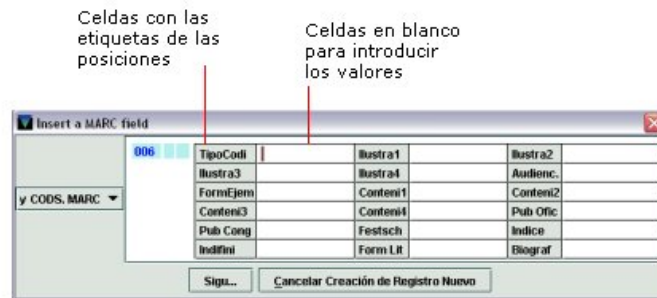 Celdas con las
etiquetas de las
posiciones
Celdas en blanco
para introducir
los valores
Insert a MARC field
006 TipoCodi Ilustra1 Ilustra2
Ilustra3 Ilustra4 Audienc.
y CODS. MARC FormEjem Conteni1 Conteni2
Conteni3 Conteni4 Pub Ofic
Pub Cong Festsch Indice
Indifini Form Lit Biograf
Sigu... Cancelar Creación de Registro Nuevo